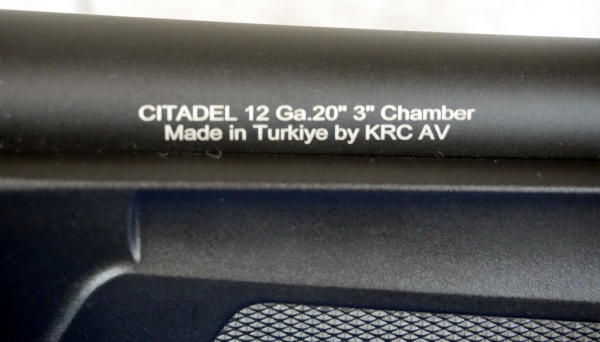 CITADEL 12 Ga.20" 3" Chamber
Made in Turkiye by KRC AV